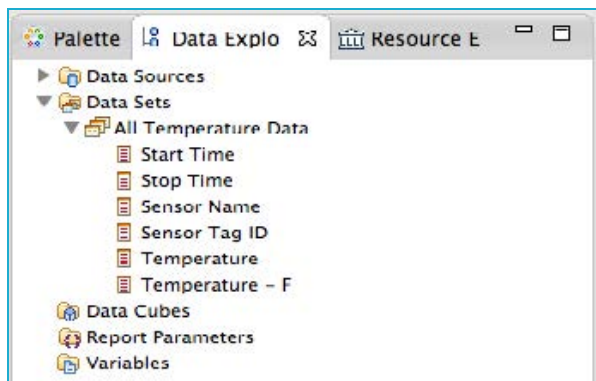 Palette Data Explo Resource E
Data Sources
Data Sets
All Temperature Data
Start Time
Stop Time
Sensor Name
Sensor Tag ID
Temperature
Temperature - F
Data Cubes
Report Parameters
Variables